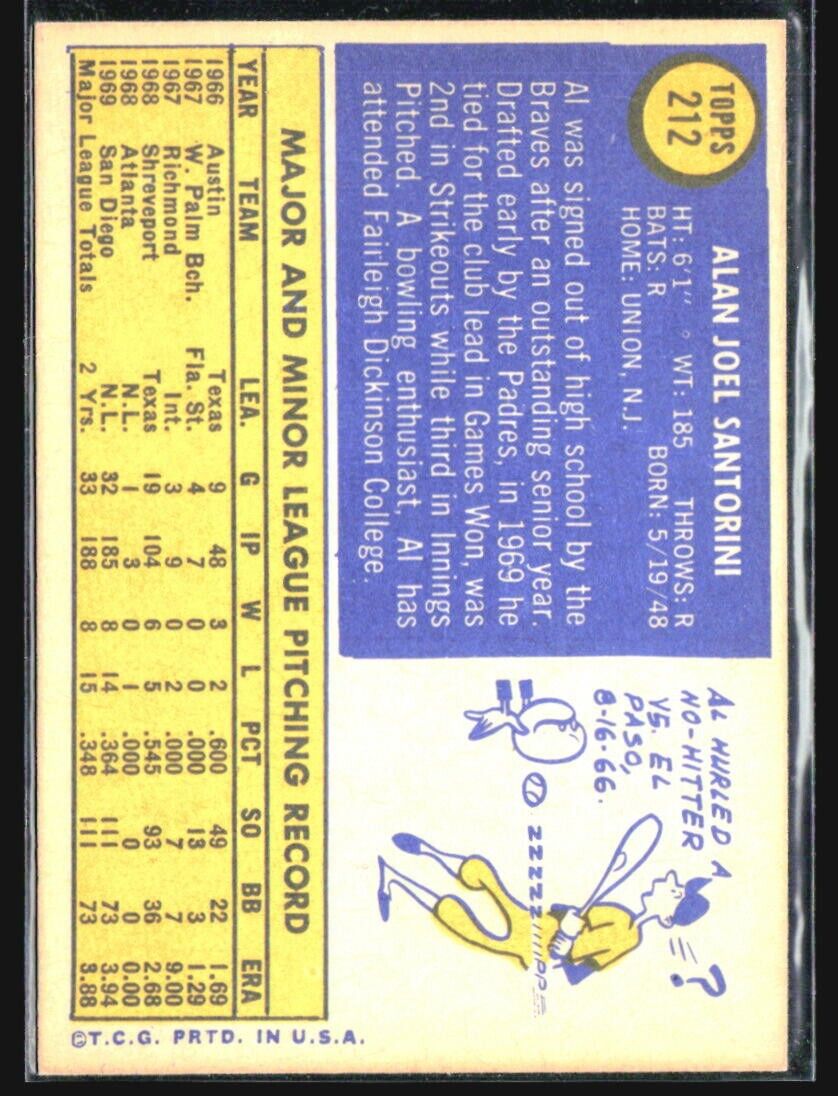 TOPPS
212
ALAN JOEL SANTORINI
HT: 6'1" WT: 185 THROWS: R
BATS: R BORN: 5/19/48
HOME: UNION, N.J.
Al was signed out of high school by the
Braves after an outstanding senior year.
Drafted early by the Padres, in 1969 he
tied for the club lead in Games Won, was
2nd in Strikeouts while third in Innings
Pitched. A bowling enthusiast, Al has
attended Fairleigh Dickinson College.
AL HURLED A
NO-HITTER
VS. EL
PASO,
8-16-66.
?
ZZZZZZ///PPF
MAJOR AND MINOR LEAGUE PITCHING RECORD
YEAR TEAM LEA. G IP W L PCT SO BB ERA
1966 Austin Texas 9 48 3 2 .600 49 22 1.69
1967 W. Palm Bch. Fla. St. 4 7 0 0 .000 13 3 1.29
1967 Richmond Int. 3 9 0 2 .000 7 7 9.00
1968 Shreveport Texas 19 104 6 5 .545 93 36 2.68
1968 Atlanta N.L. 1 3 0 1 .000 0 0 0.00
1969 San Diego N.L. 32 185 8 14 .364 111 73 3.94
Major League Totals 2 Yrs. 33 188 8 15 .348 111 73 3.88
©T.C.G. PRTD. IN U.S.A.